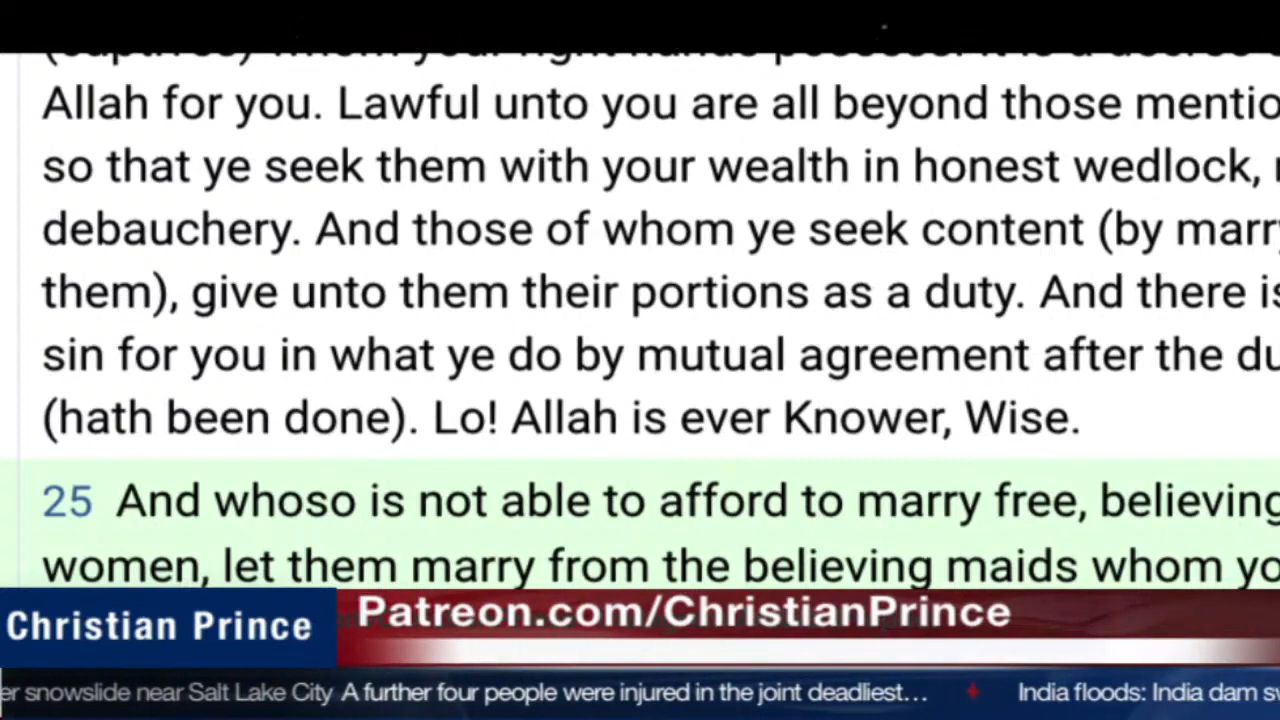 Allah for you. Lawful unto you are all beyond those
so that ye seek them with your wealth in honest wedlock,
debauchery. And those of whom ye seek content (by
them), give unto them their portions as a duty. And there
sin for you in what ye do by mutual agreement after the
(hath been done). Lo! Allah is ever Knower, Wise.
25 And whoso is not able to afford to marry free, believing
women, let them marry from the believing maids whom
Christian Prince
Patreon.com/ChristianPrince
snowslide near Salt Lake City A further four people were injured in the joint deadliest... India floods: India dam